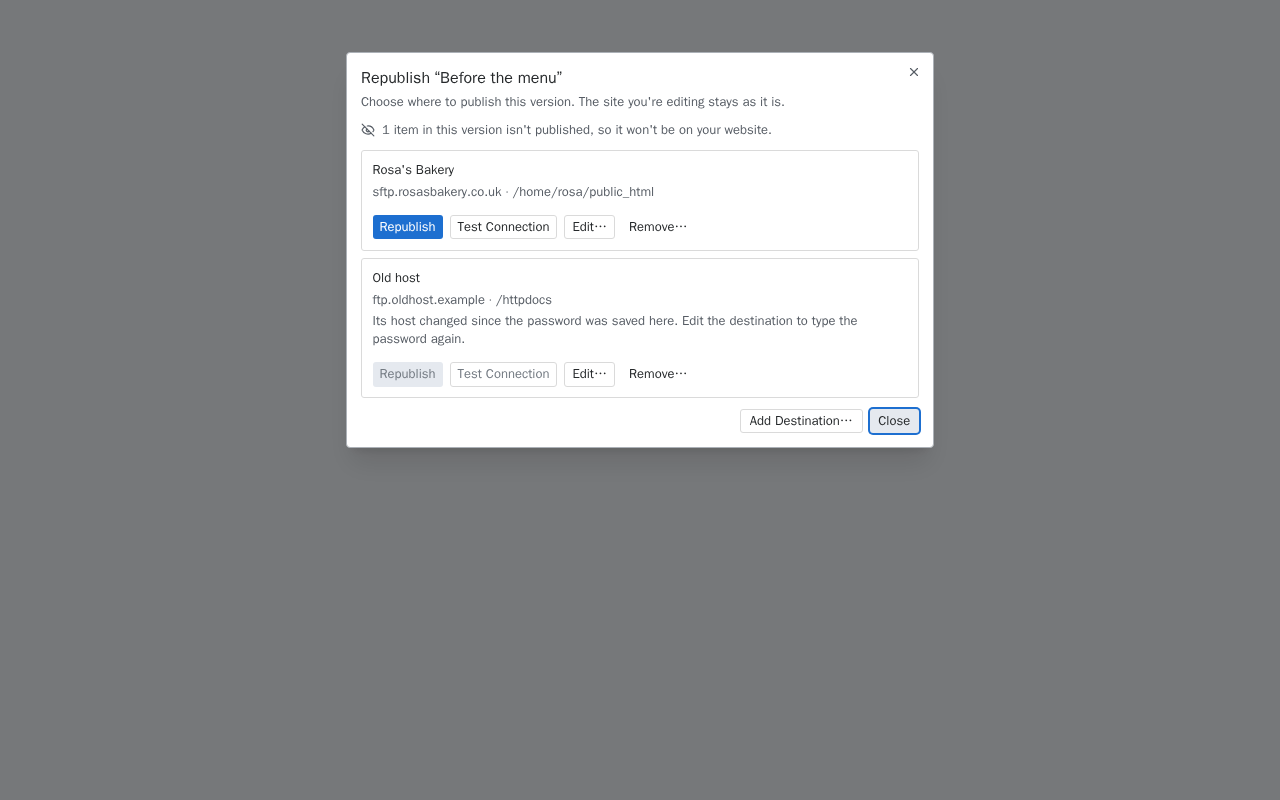 Republish “Before the menu”
Choose where to publish this version. The site you're editing stays as it is.
1 item in this version isn't published, so it won't be on your website.
Rosa's Bakery
sftp.rosasbakery.co.uk · /home/rosa/public_html
Republish Test Connection Edit… Remove…
Old host
ftp.oldhost.example · /httpdocs
Its host changed since the password was saved here. Edit the destination to type the
password again.
Republish Test Connection Edit… Remove…
Add Destination… Close